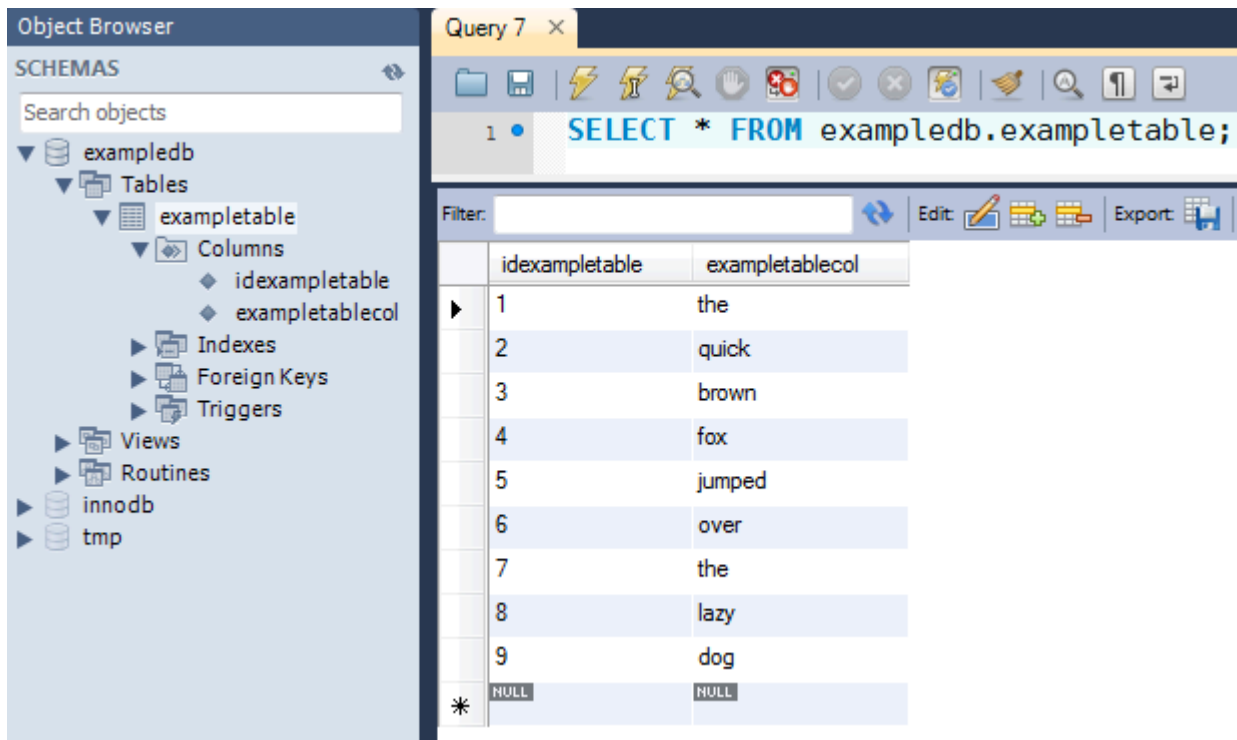 Object Browser
SCHEMAS
Search objects
exampledb
Tables
exampletable
Columns
idexampletable
exampletablecol
Indexes
Foreign Keys
Triggers
Views
Routines
innodb
tmp
Query 7
1 SELECT * FROM exampledb.exampletable;
Filter: Edit: Export:
idexampletable exampletablecol
1 the
2 quick
3 brown
4 fox
5 jumped
6 over
7 the
8 lazy
9 dog
NULL NULL